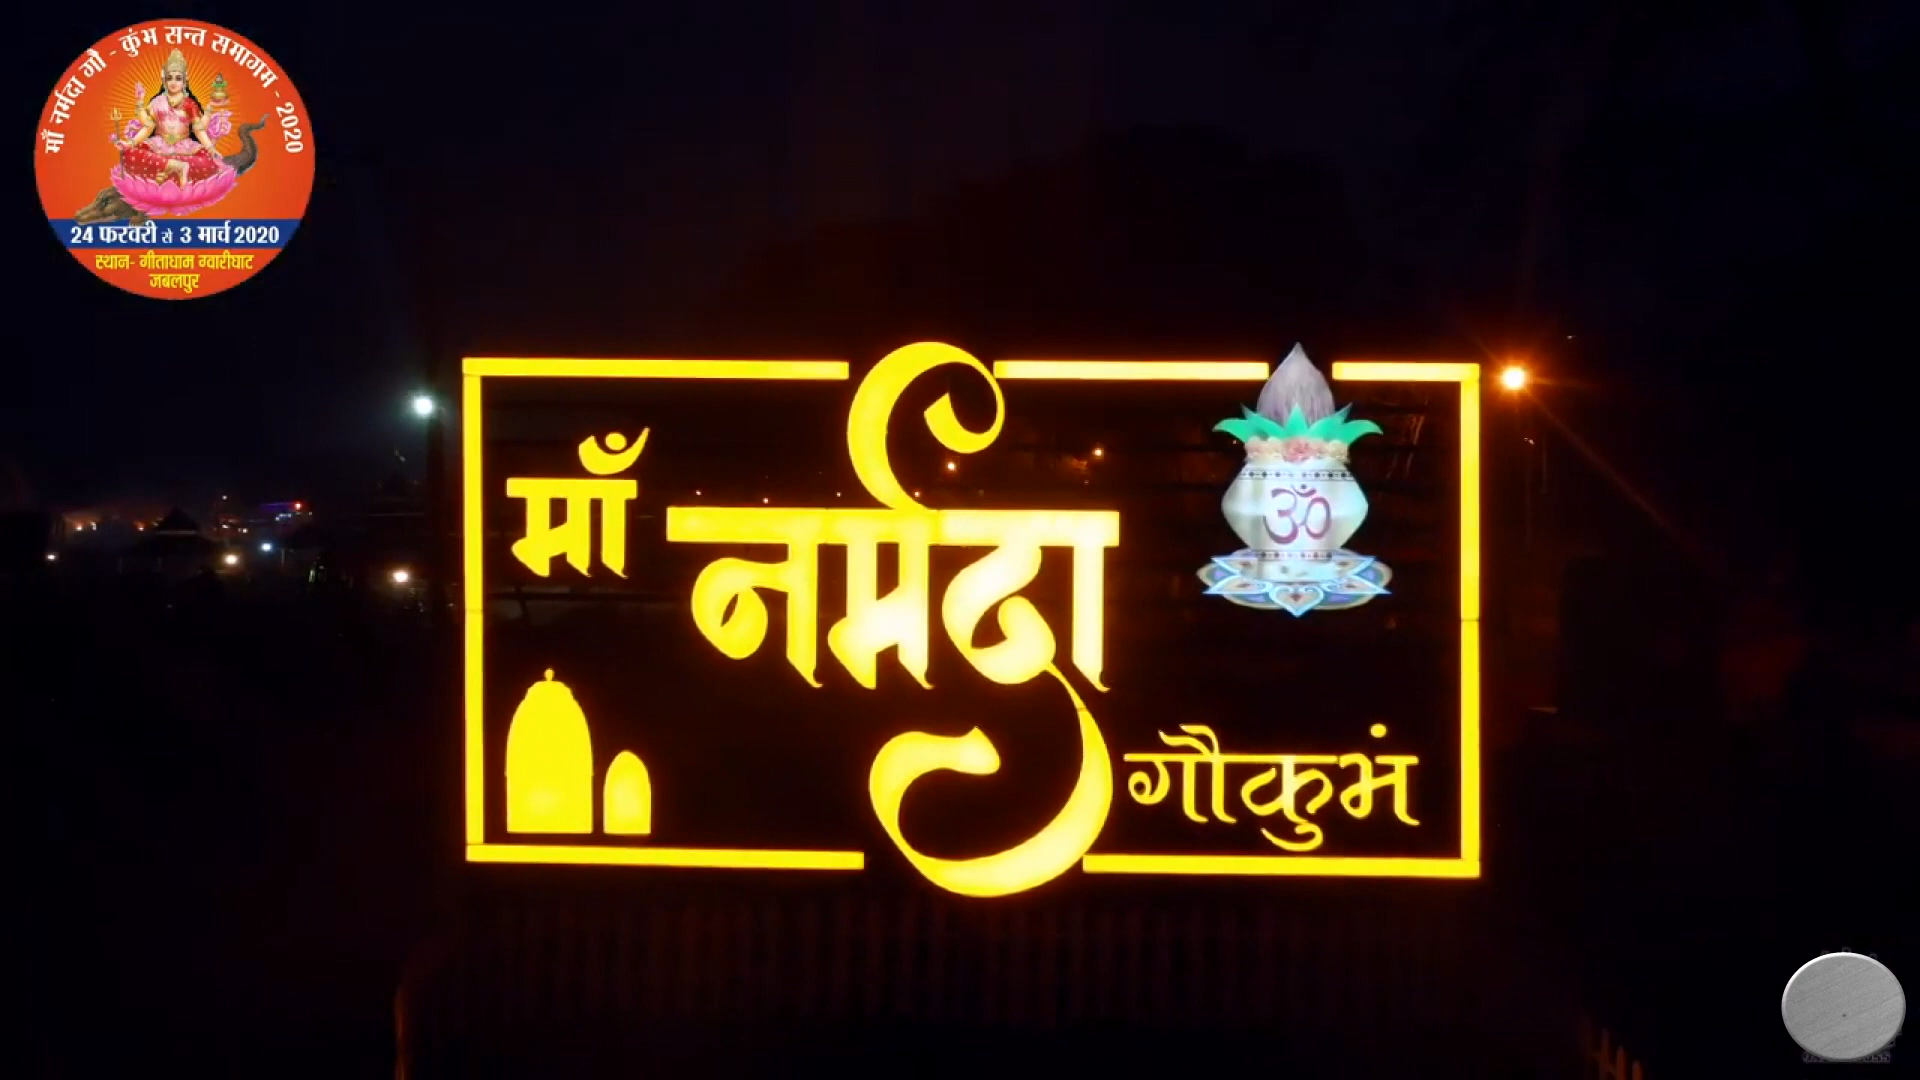 माँ नर्मदा गौ - कुंभ सन्त समागम - 2020
24 फरवरी से 3 मार्च 2020
स्थान- गीताधाम ग्वारीघाट
जबलपुर
माँ
नर्मदा
ॐ
गौकुभं